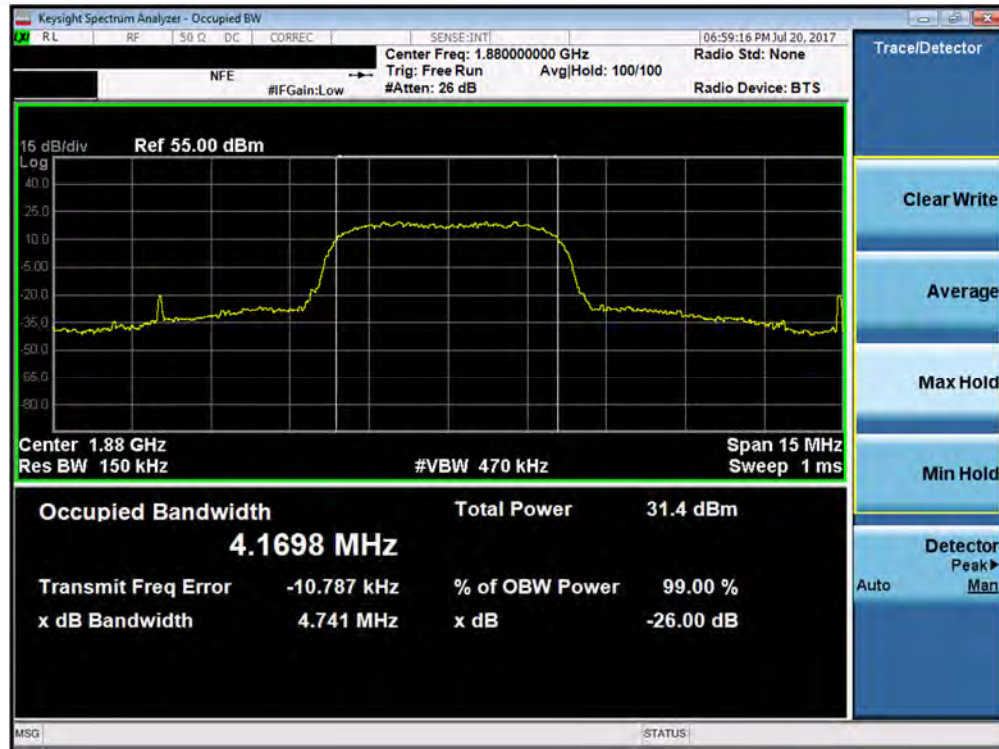 Keysight Spectrum Analyzer - Occupied BW
LXI RL RF 50 Ω DC CORREC SENSE:INT 06:59:16 PM Jul 20, 2017
Center Freq: 1.880000000 GHz Radio Std: None
NFE Trig: Free Run Avg|Hold: 100/100
#IFGain:Low #Atten: 26 dB Radio Device: BTS
15 dB/div Ref 55.00 dBm
Log
40.0
25.0
10.0
-5.00
-20.0
-35.0
-50.0
-65.0
-80.0
Center 1.88 GHz Span 15 MHz
Res BW 150 kHz #VBW 470 kHz Sweep 1 ms
Occupied Bandwidth Total Power 31.4 dBm
4.1698 MHz
Transmit Freq Error -10.787 kHz % of OBW Power 99.00 %
x dB Bandwidth 4.741 MHz x dB -26.00 dB
MSG STATUS
Trace/Detector
Clear Write
Average
Max Hold
Min Hold
Detector
Peak▶
Auto Man